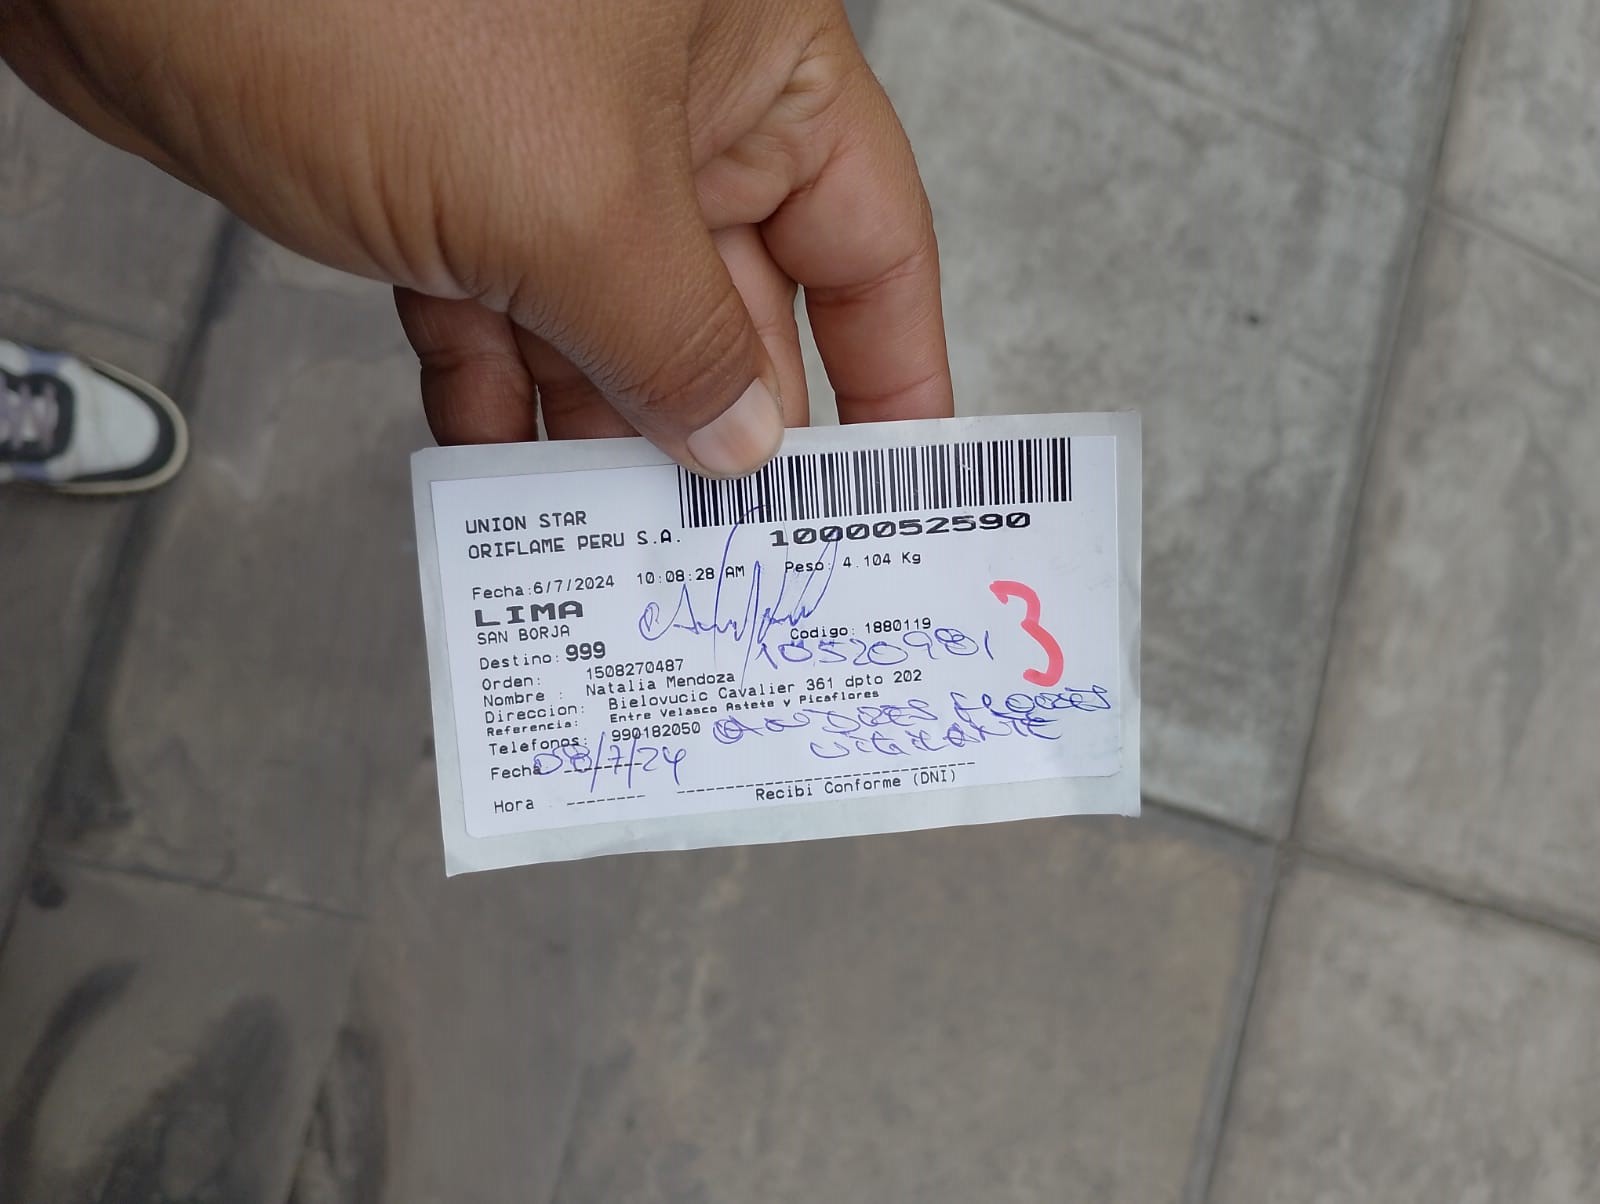 UNION STAR
ORIFLAME PERU S.A.
1000052590
Fecha:6/7/2024 10:08:28 AM Peso: 4.104 Kg
LIMA
SAN BORJA
Codigo: 1880119
Destino: 999
10520981
3
Orden: 1508270487
Nombre : Natalia Mendoza
Direccion: Bielovucic Cavalier 361 dpto 202
Referencia: Entre Velasco Astete y Picaflores
Telefonos: 990182050
VIGILANTE
Fecha 08/7/24
Hora
Recibi Conforme (DNI)